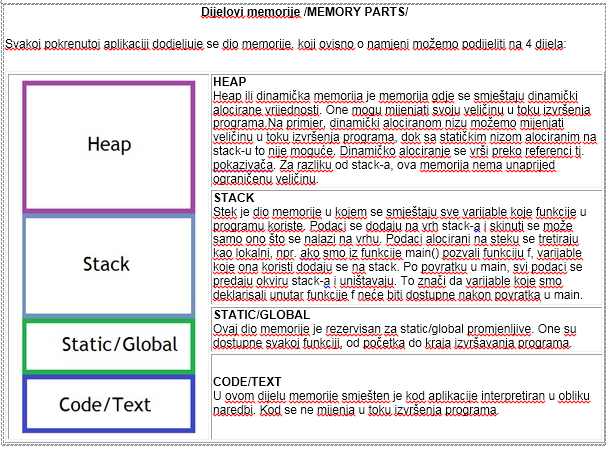 Dijelovi memorije /MEMORY PARTS/
Svakoj pokrenutoj aplikaciji dodjeljuje se dio memorije, koji ovisno o namjeni možemo podijeliti na 4 dijela:
Heap
Stack
Static/Global
Code/Text
HEAP
Heap ili dinamička memorija je memorija gdje se smještaju dinamički
alocirane vrijednosti. One mogu mijenjati svoju veličinu u toku izvršenja
programa.Na primjer, dinamički alociranom nizu možemo mijenjati
veličinu u toku izvršenja programa, dok sa statičkim nizom alociranim na
stack-u to nije moguće. Dinamičko alociranje se vrši preko referenci tj.
pokazivača. Za razliku od stack-a, ova memorija nema unaprijed
ograničenu veličinu.
STACK
Stek je dio memorije u kojem se smještaju sve varijable koje funkcije u
programu koriste. Podaci se dodaju na vrh stack-a i skinuti se može
samo ono što se nalazi na vrhu. Podaci alocirani na steku se tretiraju
kao lokalni, npr. ako smo iz funkcije main() pozvali funkciju f, varijable
koje ona koristi dodaju se na stack. Po povratku u main, svi podaci se
predaju okviru stack-a i uništavaju. To znači da varijable koje smo
deklarisali unutar funkcije f neće biti dostupne nakon povratka u main.
STATIC/GLOBAL
Ovaj dio memorije je rezervisan za static/global promjenljive. One su
dostupne svakoj funkciji, od početka do kraja izvršavanja programa.
CODE/TEXT
U ovom dijelu memorije smješten je kod aplikacije interpretiran u obliku
naredbi. Kod se ne mijenja u toku izvršenja programa.